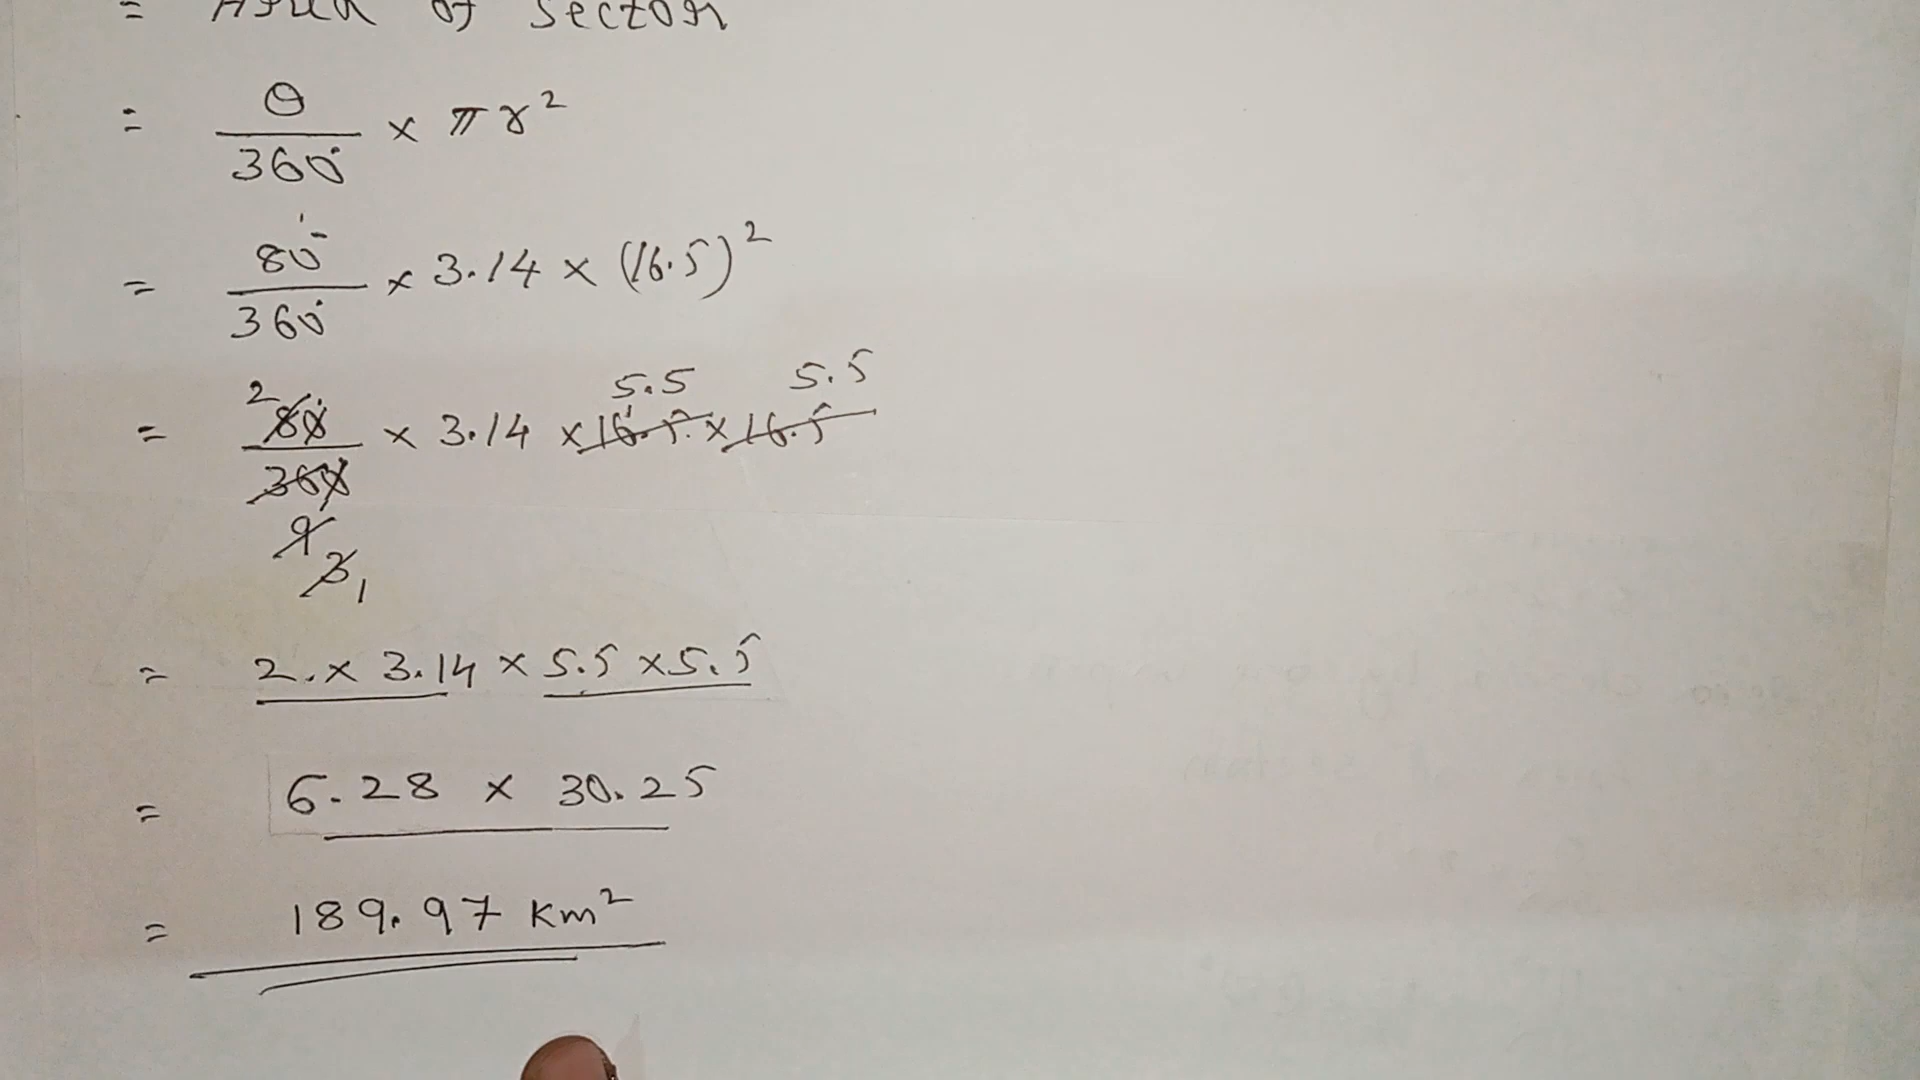 = Area of Sector
= θ/360° × πr²
= 80°/360° × 3.14 × (16.5)²
5.5 5.5
= 2 80/360 × 3.14 × 16.5 × 16.5
9
3 1
= 2 × 3.14 × 5.5 × 5.5
= 6.28 × 30.25
= 189.97 Km²